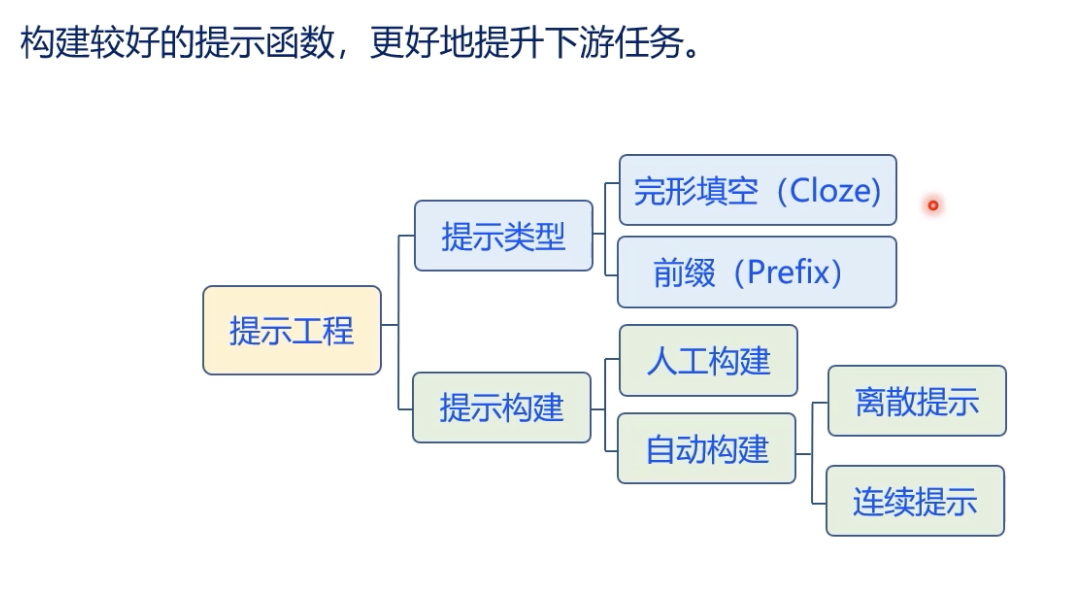 构建较好的提示函数，更好地提升下游任务。
完形填空（Cloze)
提示类型
前缀（Prefix）
提示工程
人工构建
提示构建
离散提示
自动构建
连续提示